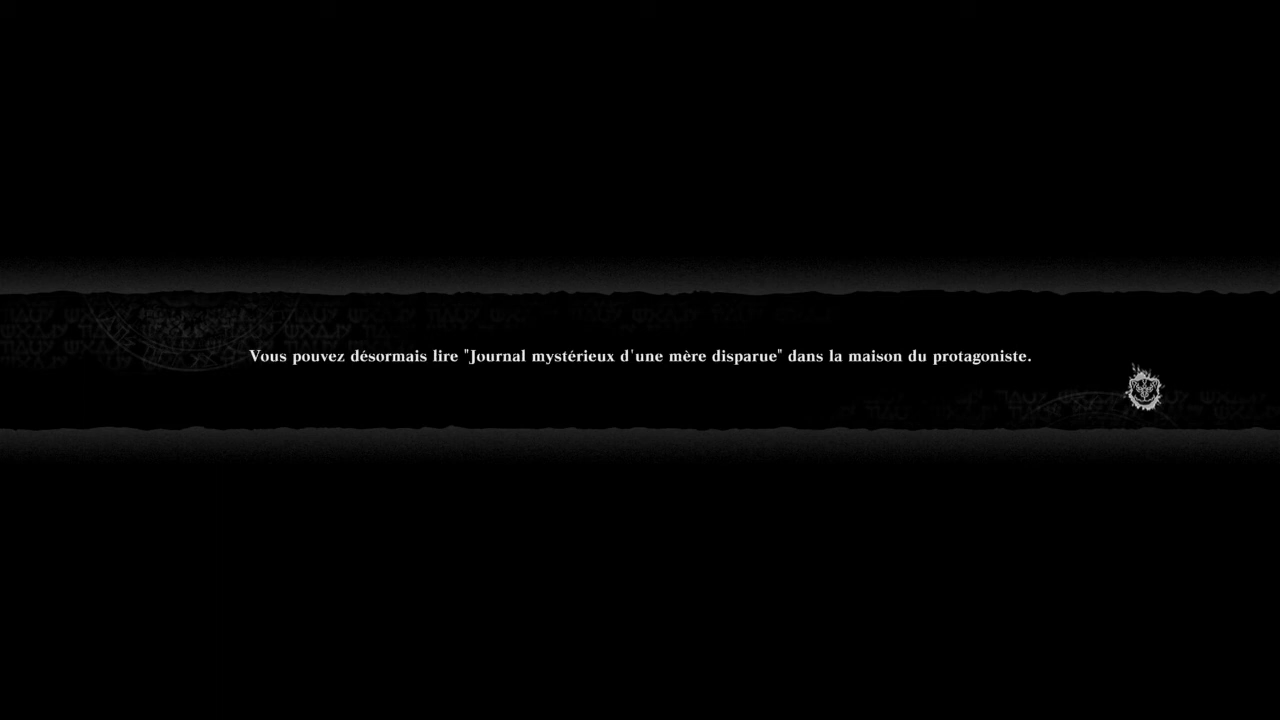 Vous pouvez désormais lire "Journal mystérieux d'une mère disparue" dans la maison du protagoniste.